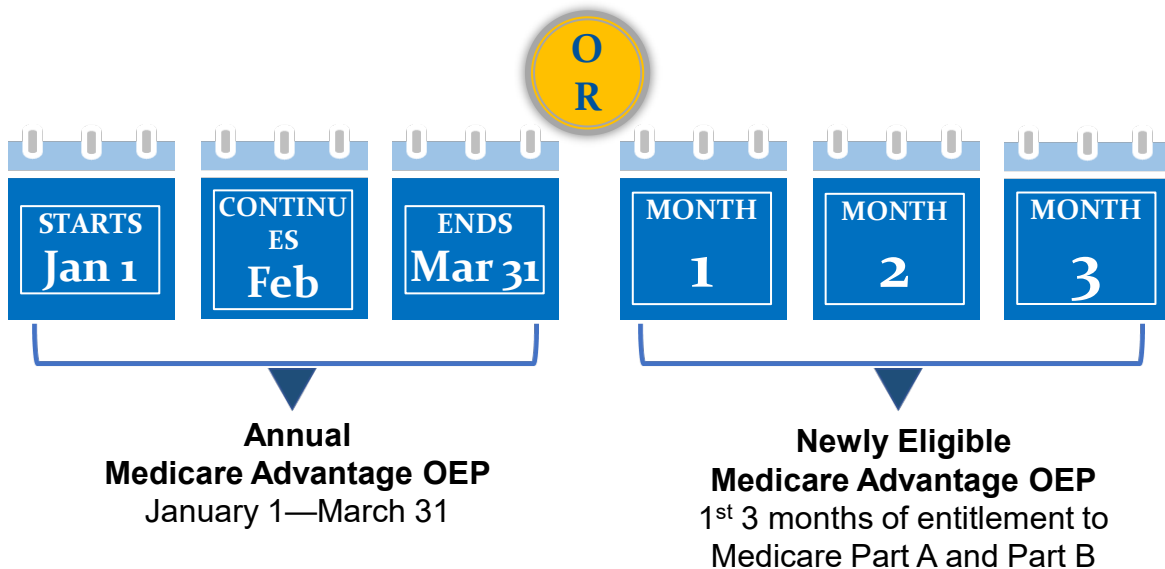 O
R
STARTS
Jan 1
CONTINU
ES
Feb
ENDS
Mar 31
MONTH
1
MONTH
2
MONTH
3
Annual
Medicare Advantage OEP
January 1—March 31
Newly Eligible
Medicare Advantage OEP
1st 3 months of entitlement to
Medicare Part A and Part B